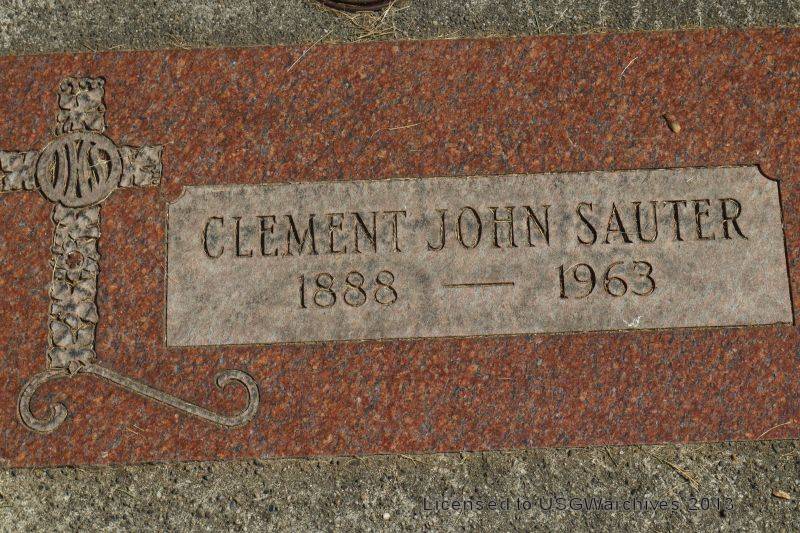 IHS
CLEMENT JOHN SAUTER
1888 — 1963
Licensed to USGWarchives 2013